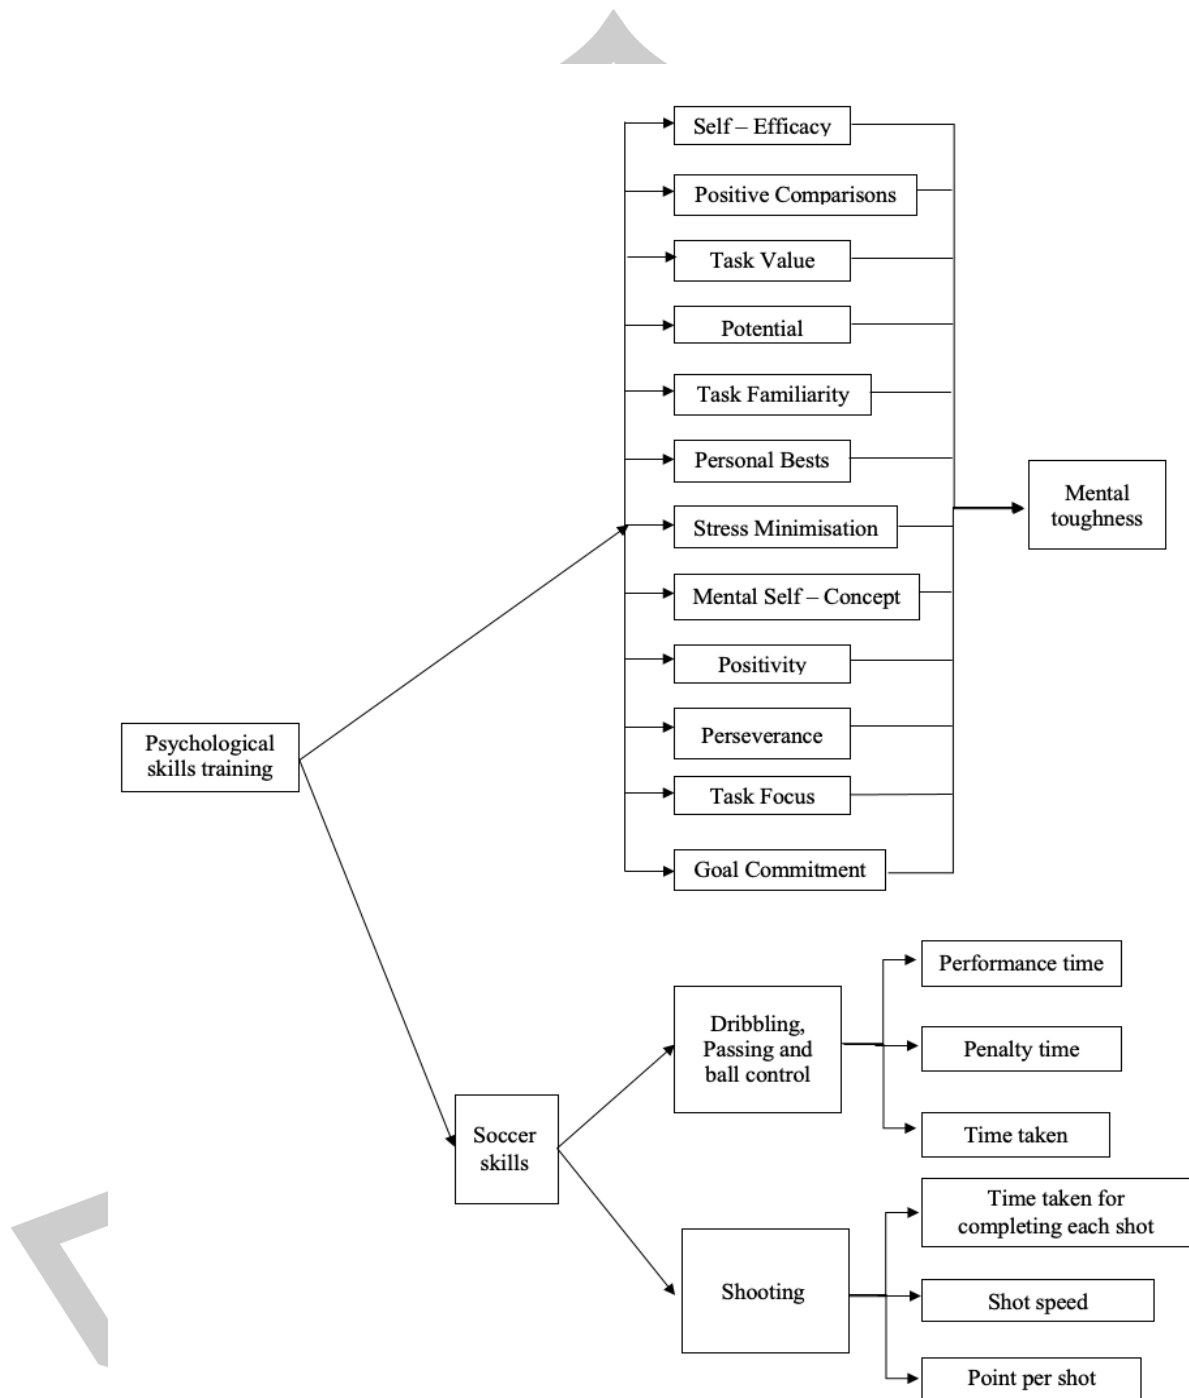 Self – Efficacy
Positive Comparisons
Task Value
Potential
Task Familiarity
Personal Bests
Stress Minimisation
Mental Self – Concept
Positivity
Perseverance
Task Focus
Goal Commitment
Mental
toughness
Psychological
skills training
Soccer
skills
Dribbling,
Passing and
ball control
Performance time
Penalty time
Time taken
Shooting
Time taken for
completing each shot
Shot speed
Point per shot